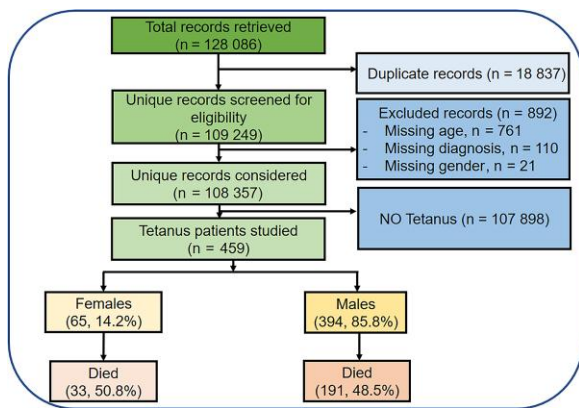 Total records retrieved
(n = 128 086)
Duplicate records (n = 18 837)
Unique records screened for
eligibility
(n = 109 249)
Excluded records (n = 892)
- Missing age, n = 761
- Missing diagnosis, n = 110
- Missing gender, n = 21
Unique records considered
(n = 108 357)
NO Tetanus (n = 107 898)
Tetanus patients studied
(n = 459)
Females
(65, 14.2%)
Males
(394, 85.8%)
Died
(33, 50.8%)
Died
(191, 48.5%)